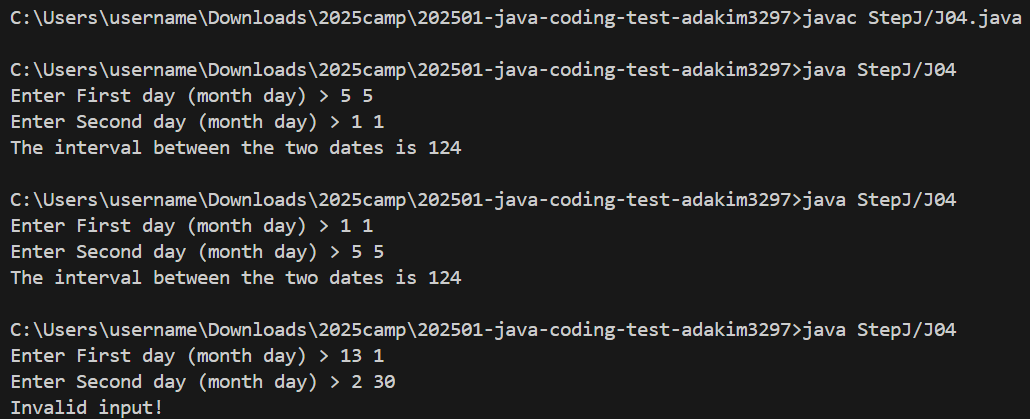 C:\Users\username\Downloads\2025camp\202501-java-coding-test-adakim3297>javac StepJ/J04.java
C:\Users\username\Downloads\2025camp\202501-java-coding-test-adakim3297>java StepJ/J04
Enter First day (month day) > 5 5
Enter Second day (month day) > 1 1
The interval between the two dates is 124
C:\Users\username\Downloads\2025camp\202501-java-coding-test-adakim3297>java StepJ/J04
Enter First day (month day) > 1 1
Enter Second day (month day) > 5 5
The interval between the two dates is 124
C:\Users\username\Downloads\2025camp\202501-java-coding-test-adakim3297>java StepJ/J04
Enter First day (month day) > 13 1
Enter Second day (month day) > 2 30
Invalid input!